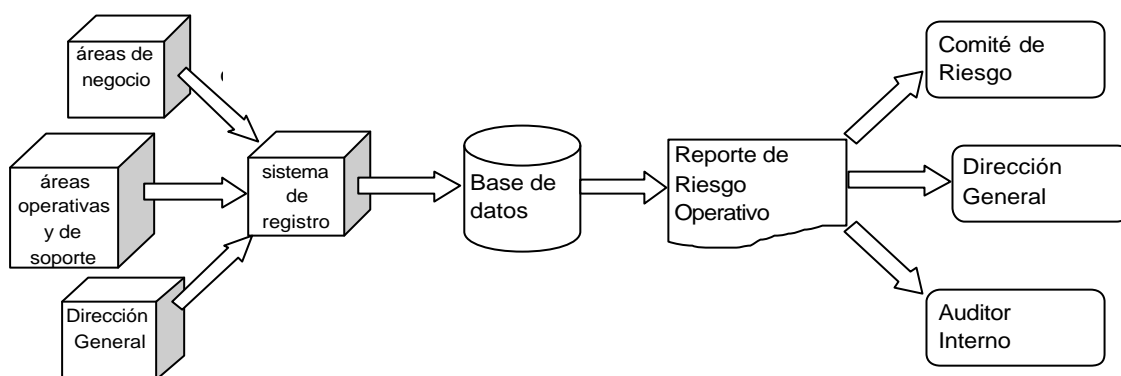 áreas de
negocio
áreas
operativas
y de
soporte
Dirección
General
sistema
de
registro
Base de
datos
Reporte de
Riesgo
Operativo
Comité de
Riesgo
Dirección
General
Auditor
Interno